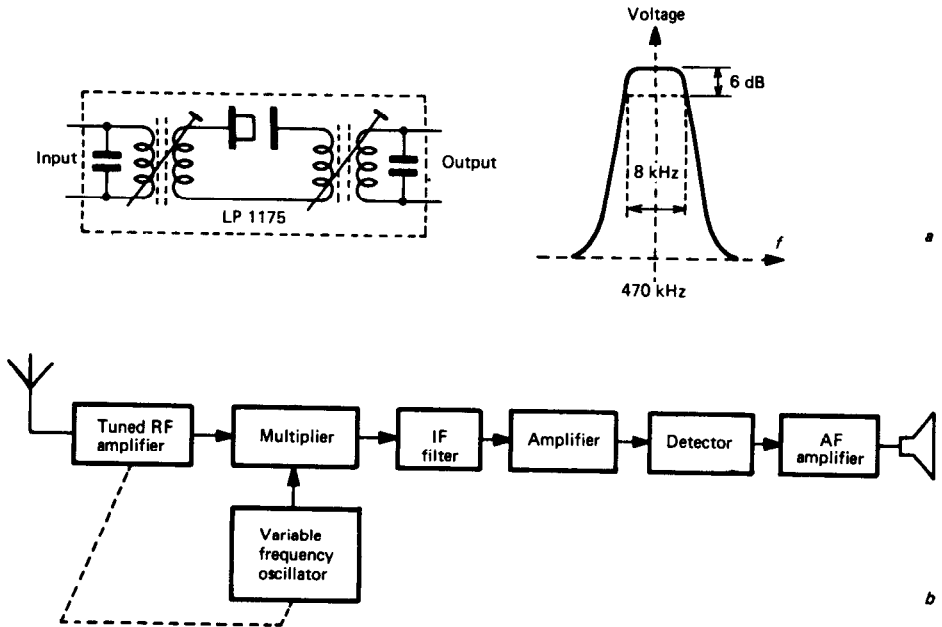 Voltage
6 dB
Input
Output
LP 1175
8 kHz
f
470 kHz
a
Tuned RF
amplifier
Multiplier
IF
filter
Amplifier
Detector
AF
amplifier
Variable
frequency
oscillator
b